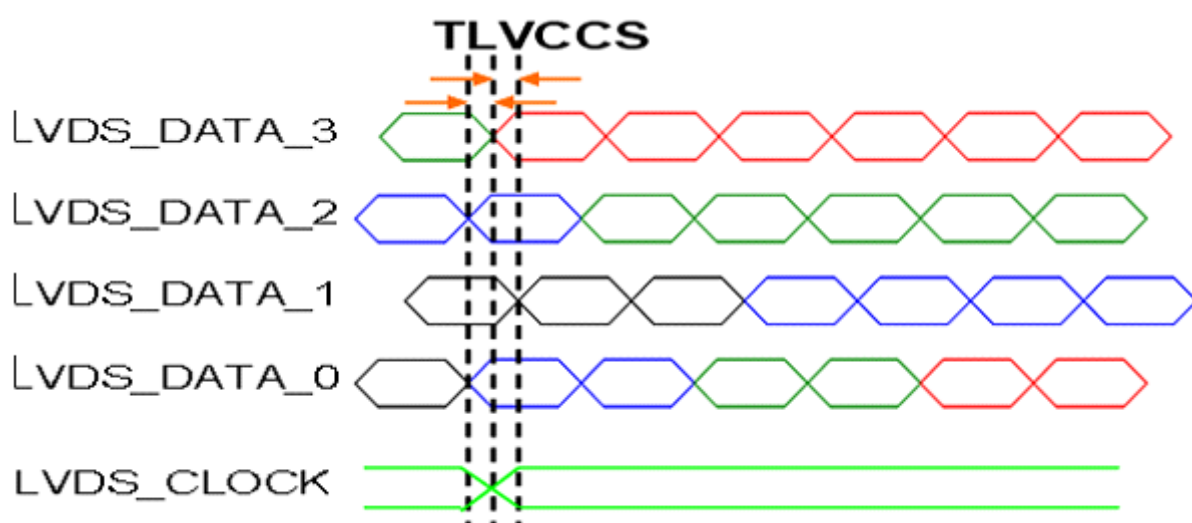 TLVCCS
LVDS_DATA_3
LVDS_DATA_2
LVDS_DATA_1
LVDS_DATA_0
LVDS_CLOCK